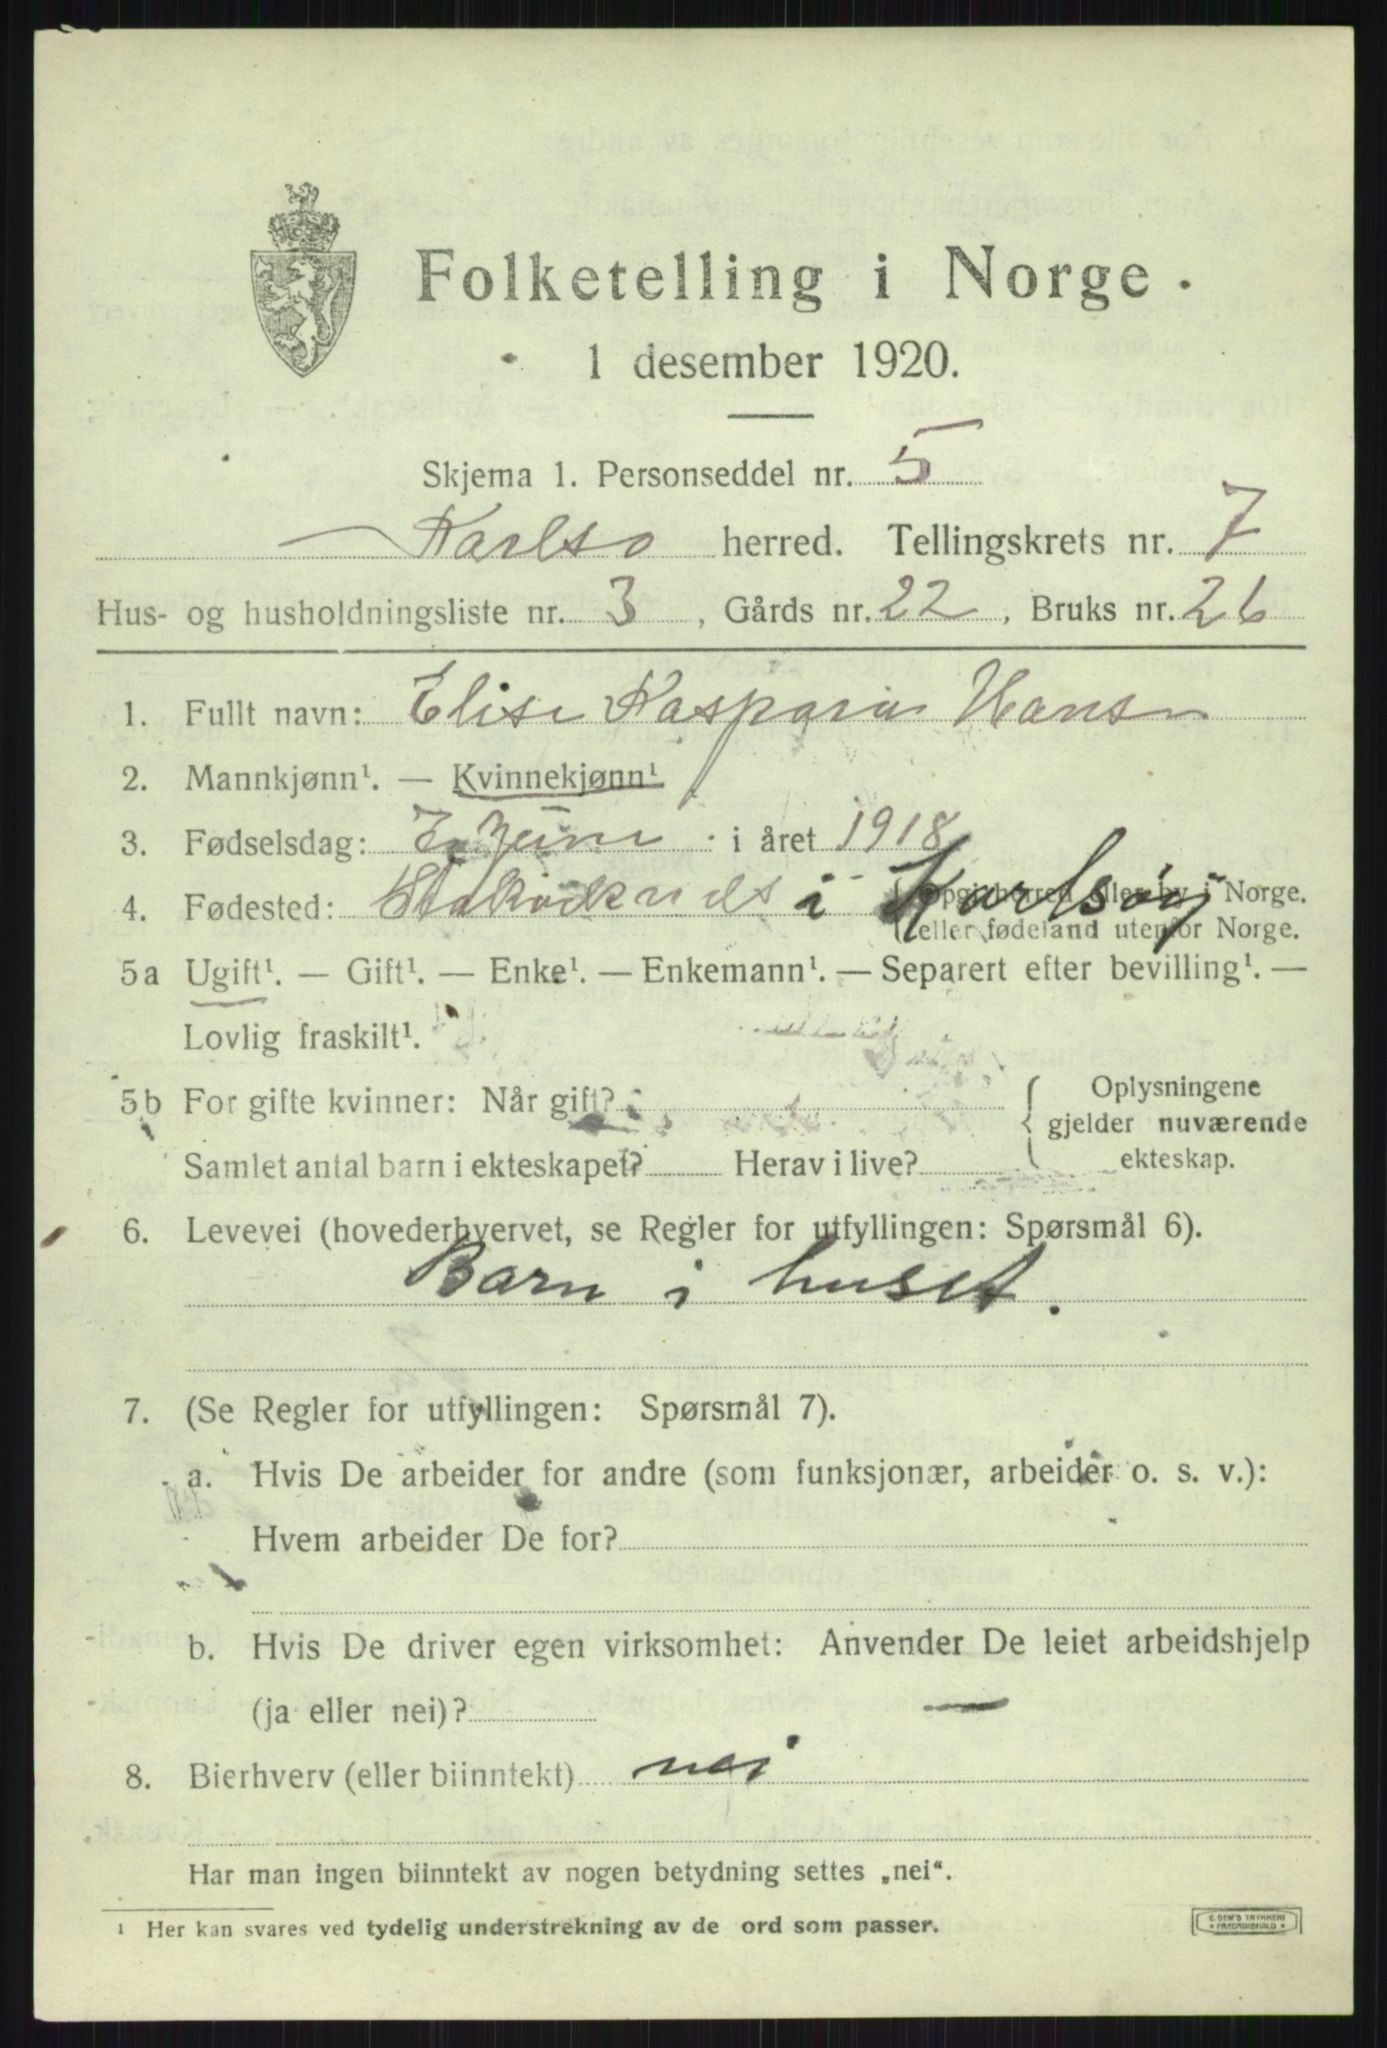 Folketelling i Norge.
1 desember 1920.
Skjema 1. Personseddel nr. 5
Karlsø herred. Tellingskrets nr. 7
Hus- og husholdningsliste nr. 3, Gårds nr. 22, Bruks nr. 26
1. Fullt navn: Elise Kasparia Hansen
2. Mannkjønn¹. — Kvinnekjønn¹
3. Fødselsdag: juni i året 1918
4. Fødested: i Karlsøy {Opgi herred eller by i Norge.
eller fødeland utenfor Norge.
5a Ugift¹. — Gift¹. — Enke¹. — Enkemann¹. — Separert efter bevilling¹. —
Lovlig fraskilt¹.
5b For gifte kvinner: Når gift? { Oplysningene
gjelder nuværende
Samlet antal barn i ekteskapet? Herav i live? ekteskap.
6. Levevei (hovederhvervet, se Regler for utfyllingen: Spørsmål 6).
Barn i huset.
7. (Se Regler for utfyllingen: Spørsmål 7).
a. Hvis De arbeider for andre (som funksjonær, arbeider o. s. v.):
Hvem arbeider De for?
b. Hvis De driver egen virksomhet: Anvender De leiet arbeidshjelp
(ja eller nei)? —
8. Bierhverv (eller biinntekt) nei
Har man ingen biinntekt av nogen betydning settes „nei“.
¹ Her kan svares ved tydelig understrekning av de ord som passer.
E. SEM'S TRYKKERI
* FREDRIKSHALD *